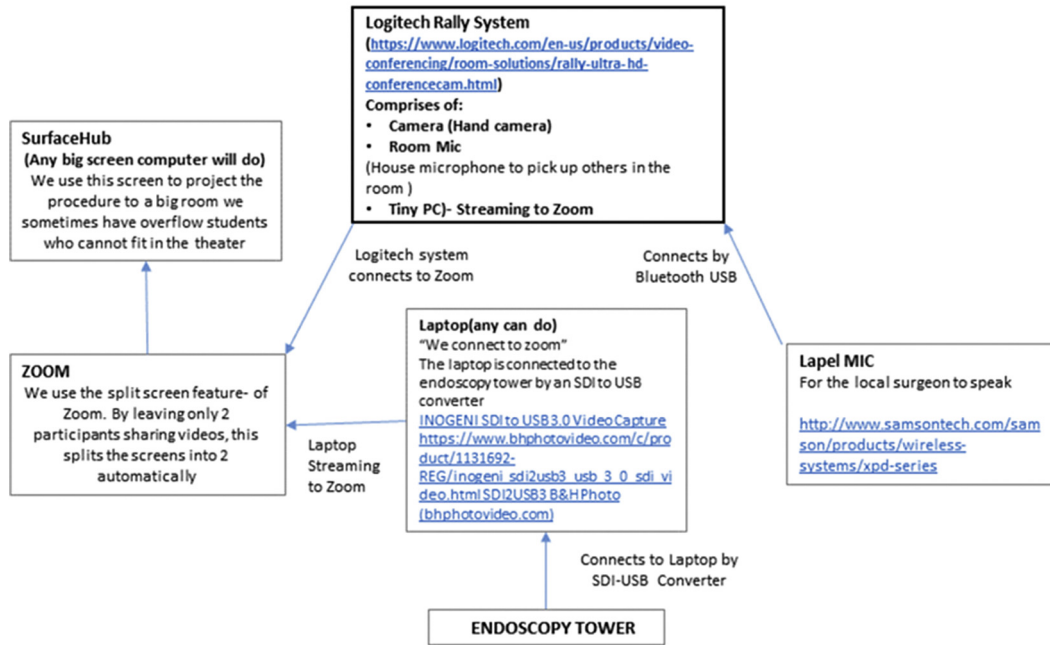 Logitech Rally System
(https://www.logitech.com/en-us/products/video-
conferencing/room-solutions/rally-ultra-hd-
conferencecam.html)
Comprises of:
• Camera (Hand camera)
• Room Mic
(House microphone to pick up others in the
room )
• Tiny PC)- Streaming to Zoom
SurfaceHub
(Any big screen computer will do)
We use this screen to project the
procedure to a big room we
sometimes have overflow students
who cannot fit in the theater
Logitech system
connects to Zoom
Connects by
Bluetooth USB
ZOOM
We use the split screen feature- of
Zoom. By leaving only 2
participants sharing videos, this
splits the screens into 2
automatically
Laptop
Streaming
to Zoom
Laptop(any can do)
“We connect to zoom”
The laptop is connected to the
endoscopy tower by an SDI to USB
converter
INOGENI SDI to USB3.0 VideoCapture
https://www.bhphotovideo.com/c/pro
duct/1131692-
REG/inogeni_sdi2usb3_usb_3_0_sdi_vi
deo.html SDI2USB3 B&H Photo
(bhphotovideo.com)
Lapel MIC
For the local surgeon to speak
http://www.samsontech.com/sam
son/products/wireless-
systems/xpd-series
Connects to Laptop by
SDI-USB Converter
ENDOSCOPY TOWER